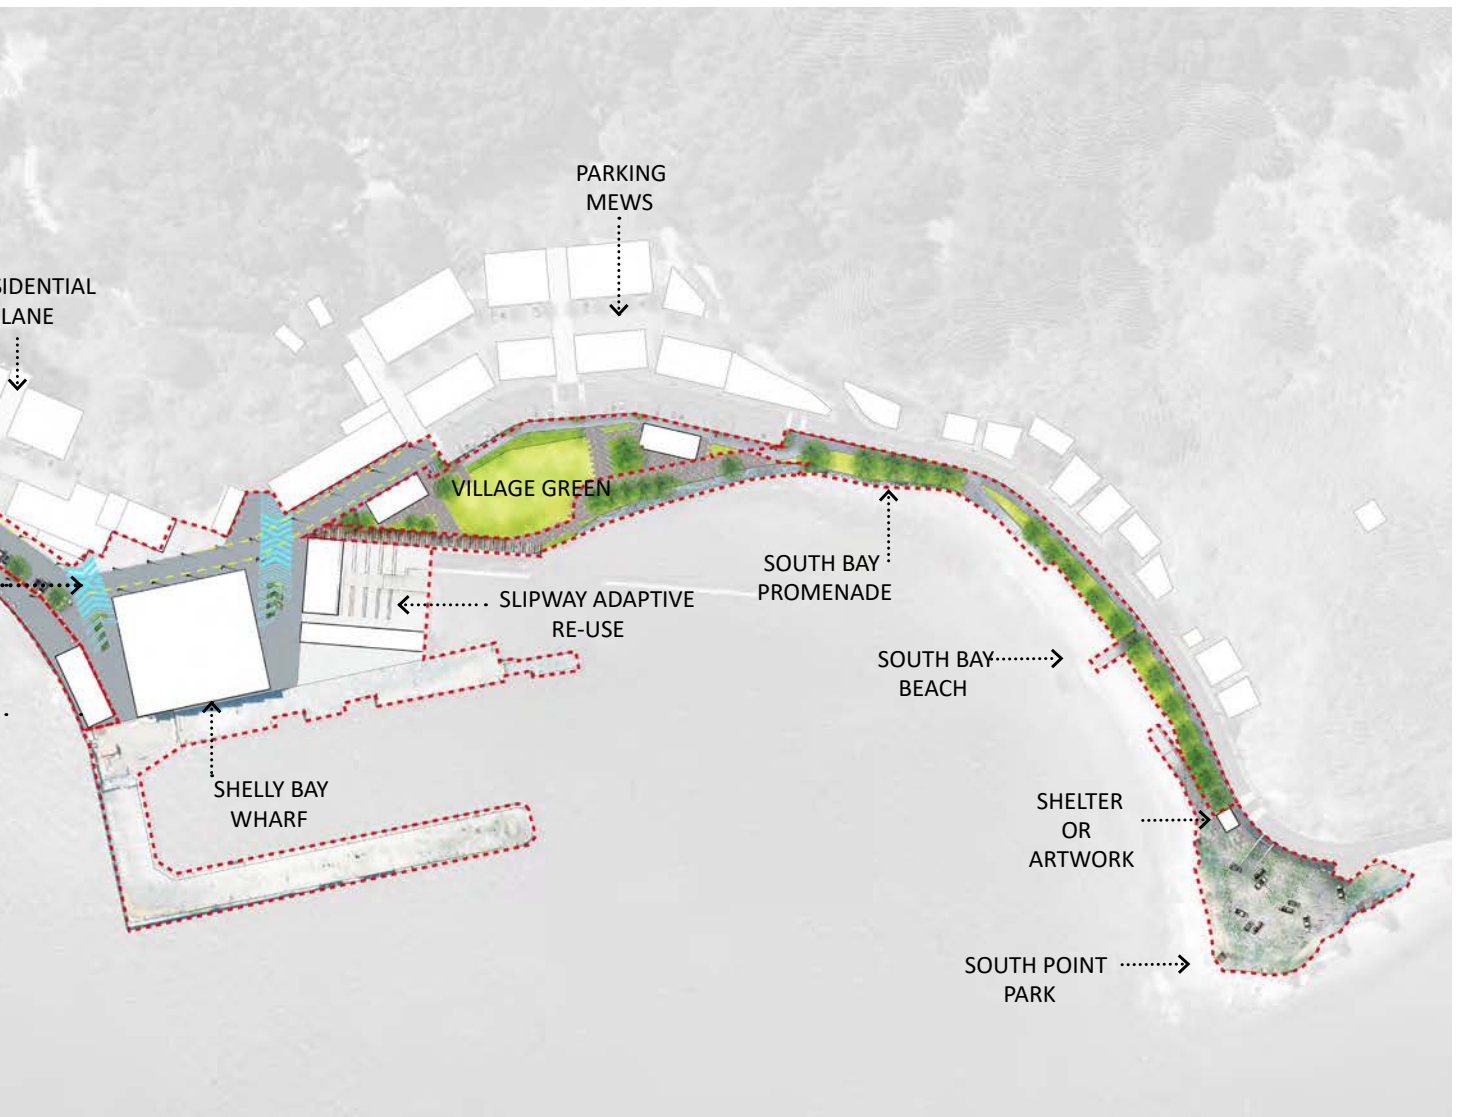 PARKING
MEWS
SIDENTIAL
LANE
VILLAGE GREEN
SOUTH BAY
PROMENADE
SLIPWAY ADAPTIVE
RE-USE
SOUTH BAY
BEACH
SHELLY BAY
WHARF
SHELTER
OR
ARTWORK
SOUTH POINT
PARK